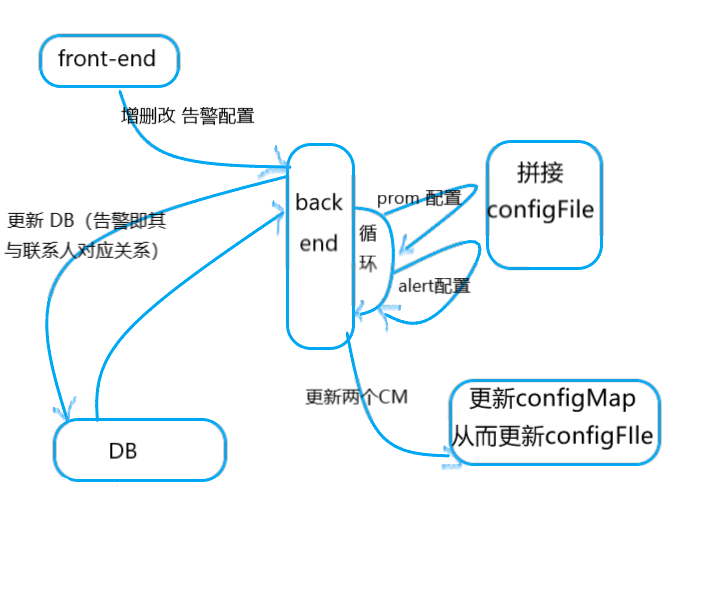 front-end
增删改 告警配置
back
end
prom 配置
拼接
configFile
循
环
alert配置
更新 DB（告警即其
与联系人对应关系）
更新两个CM
更新configMap
从而更新configFIle
DB